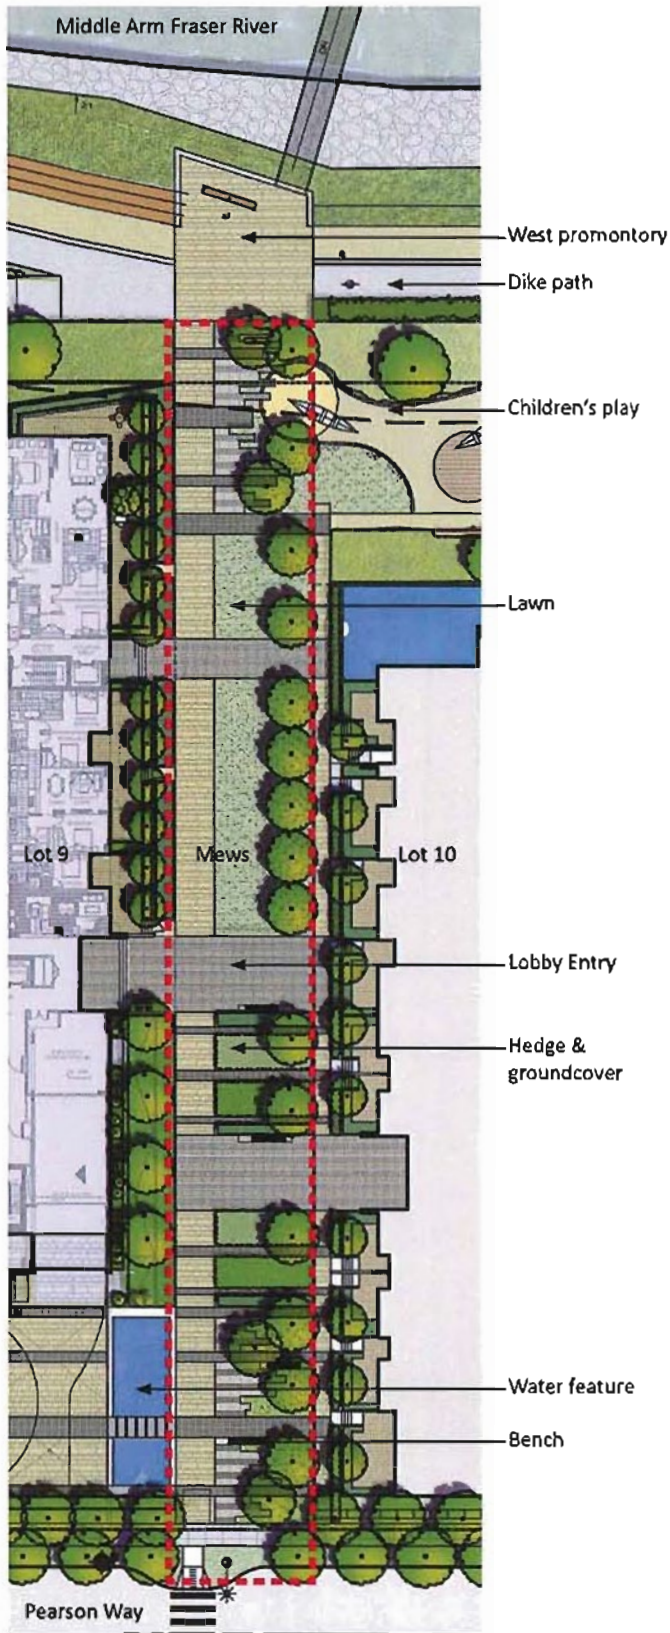 Middle Arm Fraser River
West promontory
Dike path
Children's play
Lawn
Lot 9
Mews
Lot 10
Lobby Entry
Hedge &
groundcover
Water feature
Bench
Pearson Way